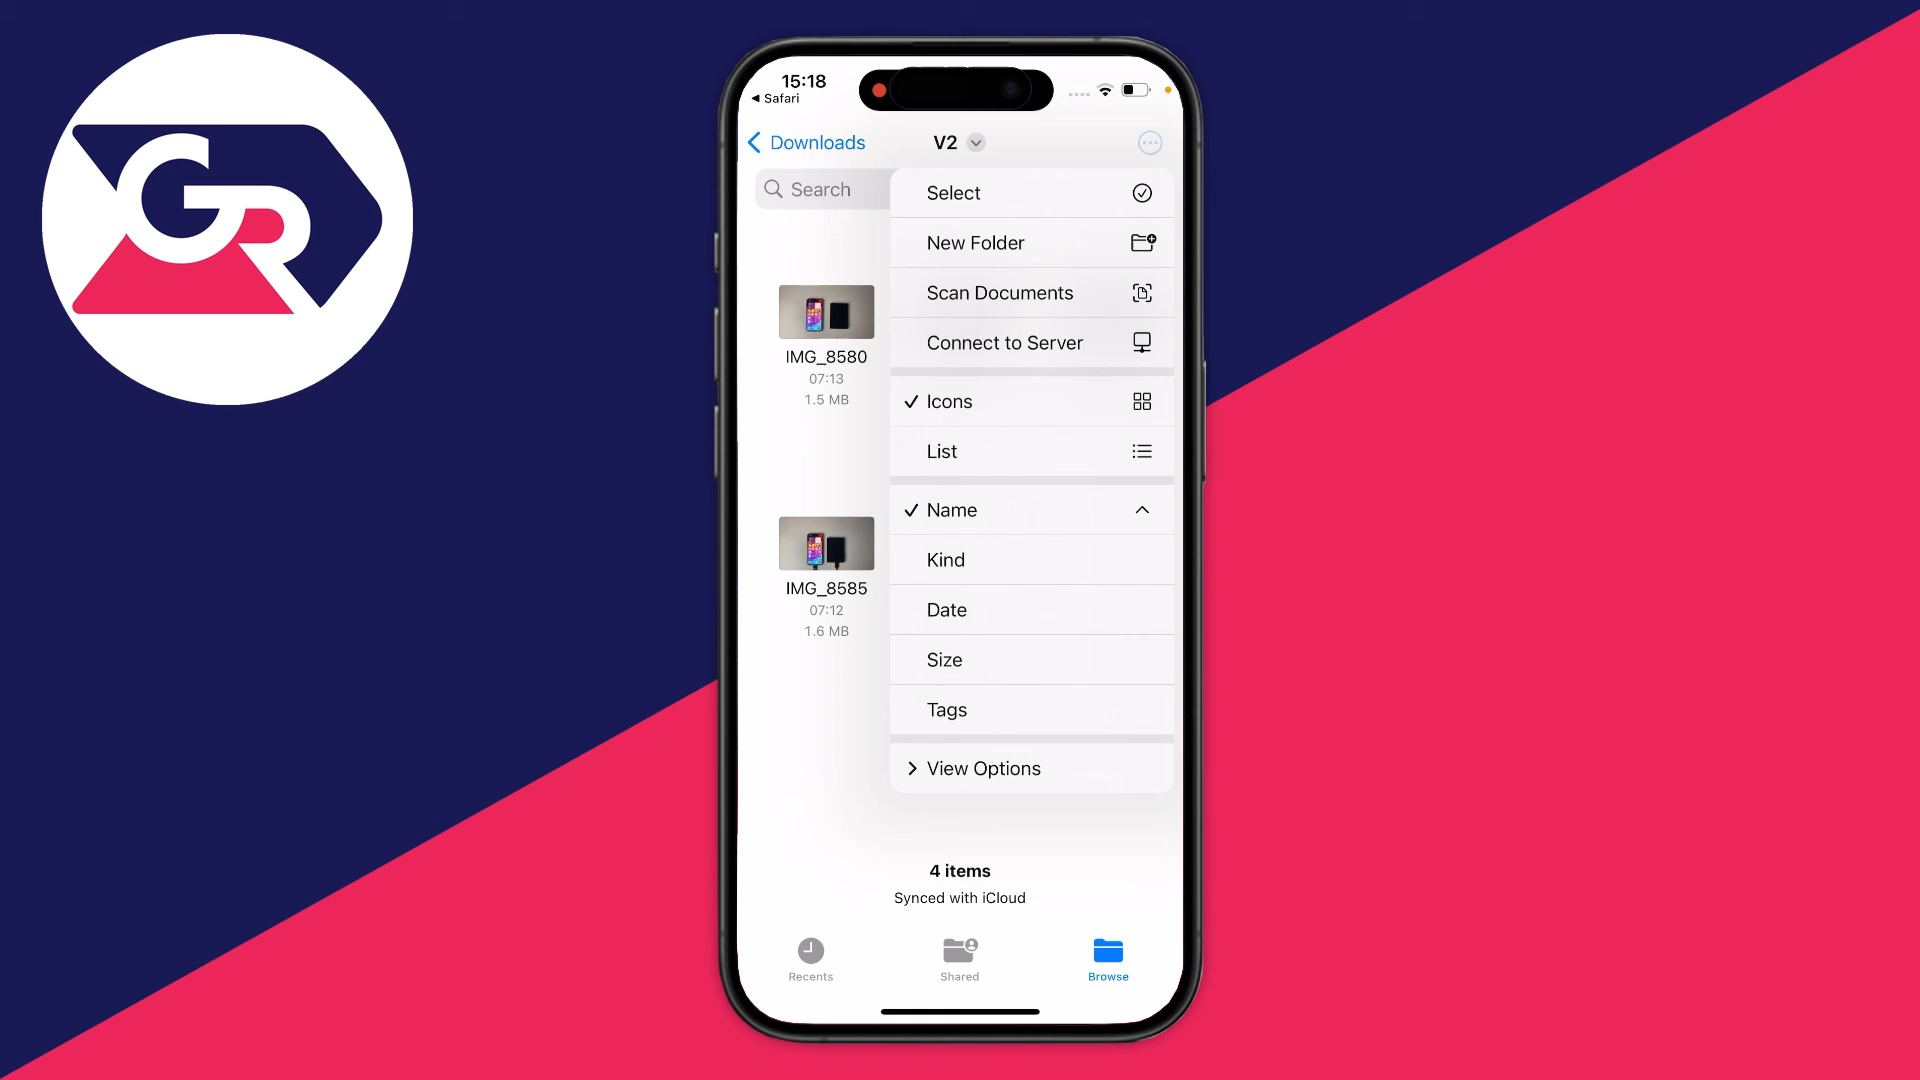 GR
15:18
Safari
Downloads
V2
Search
Select
New Folder
Scan Documents
Connect to Server
Icons
List
Name
Kind
Date
Size
Tags
View Options
IMG_8580
07:13
1.5 MB
IMG_8585
07:12
1.6 MB
4 items
Synced with iCloud
Recents
Shared
Browse